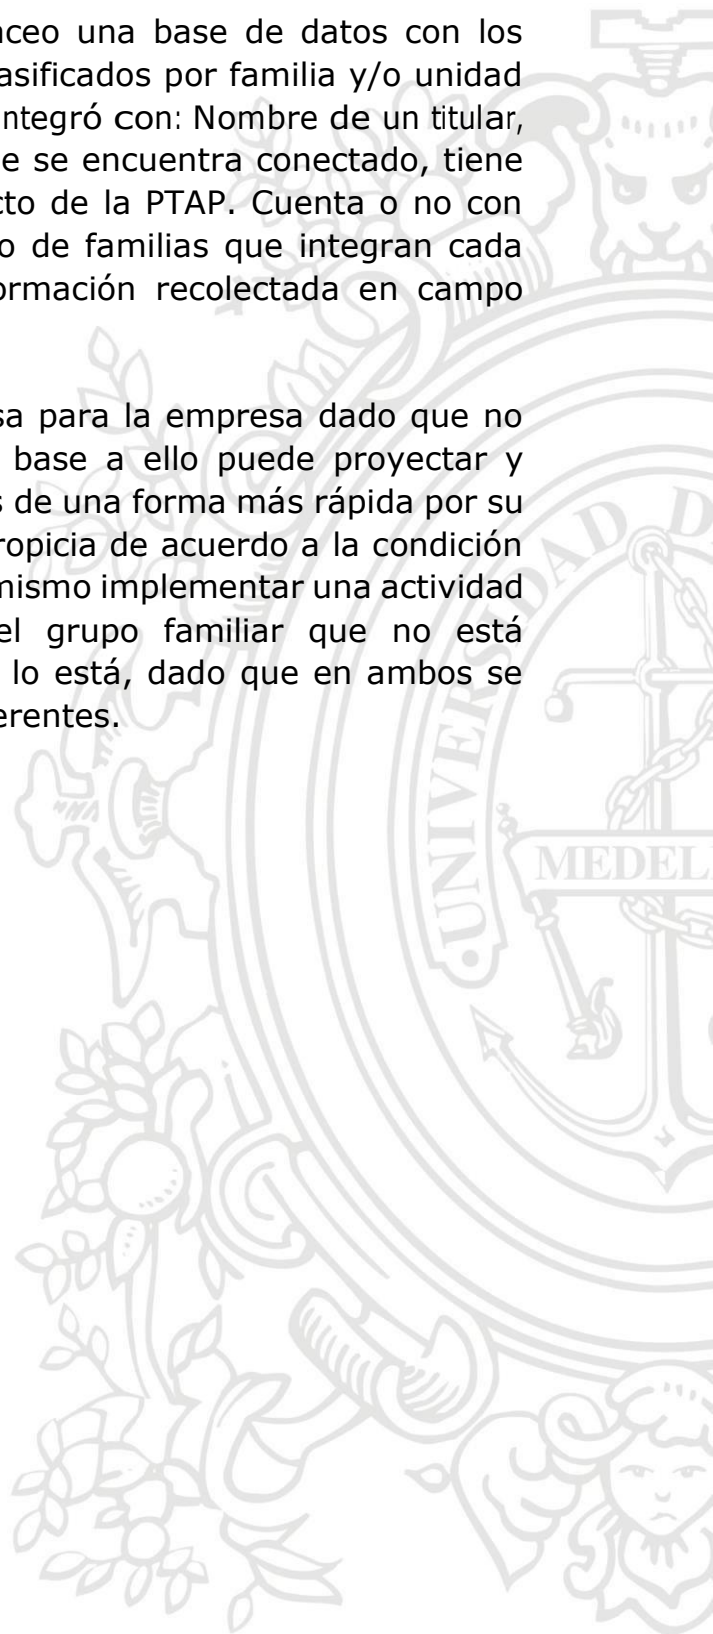 aceo una base de datos con los
asificados por familia y/o unidad
integró con: Nombre de un titular,
e se encuentra conectado, tiene
cto de la PTAP. Cuenta o no con
o de familias que integran cada
ormación recolectada en campo
sa para la empresa dado que no
base a ello puede proyectar y
s de una forma más rápida por su
ropicia de acuerdo a la condición
mismo implementar una actividad
el grupo familiar que no está
lo está, dado que en ambos se
erentes.
UNIVERSIDAD D
MEDEL